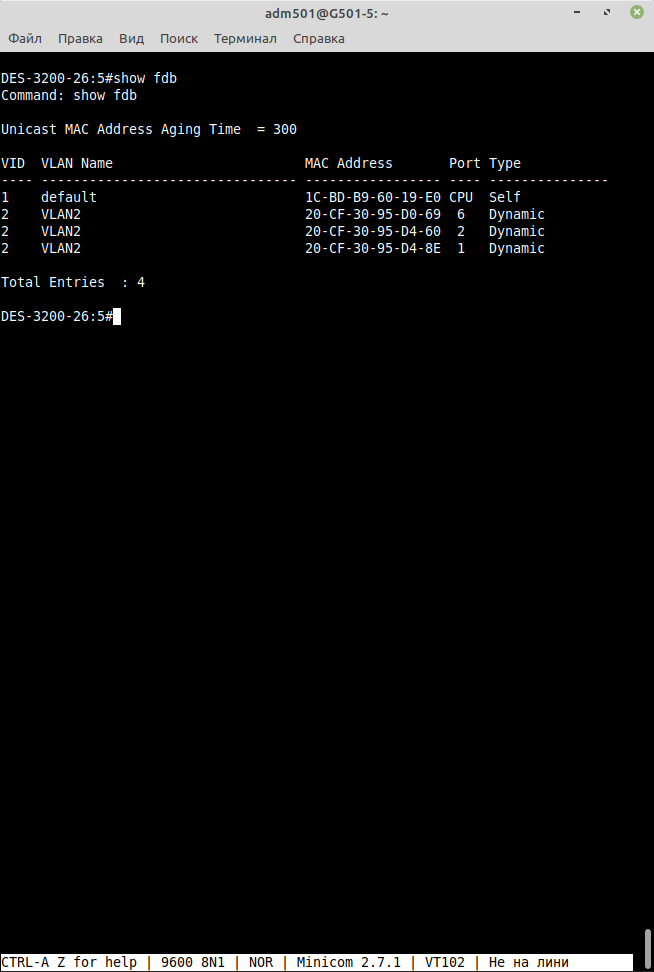 adm501@G501-5: ~
Файл Правка Вид Поиск Терминал Справка
DES-3200-26:5#show fdb
Command: show fdb
Unicast MAC Address Aging Time  = 300
VID  VLAN Name                        MAC Address       Port Type
---- -------------------------------- ----------------- ---- ---------------
1    default                          1C-BD-B9-60-19-E0 CPU  Self
2    VLAN2                            20-CF-30-95-D0-69  6   Dynamic
2    VLAN2                            20-CF-30-95-D4-60  2   Dynamic
2    VLAN2                            20-CF-30-95-D4-8E  1   Dynamic
Total Entries  : 4
DES-3200-26:5#
CTRL-A Z for help | 9600 8N1 | NOR | Minicom 2.7.1 | VT102 | Не на лини